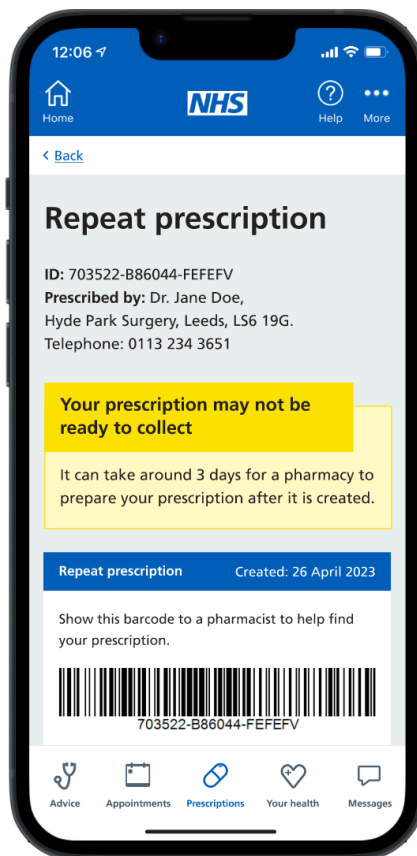 12:06
Home
NHS
Help
More
< Back
Repeat prescription
ID: 703522-B86044-FEFEFV
Prescribed by: Dr. Jane Doe,
Hyde Park Surgery, Leeds, LS6 19G.
Telephone: 0113 234 3651
Your prescription may not be
ready to collect
It can take around 3 days for a pharmacy to
prepare your prescription after it is created.
Repeat prescription Created: 26 April 2023
Show this barcode to a pharmacist to help find
your prescription.
703522-B86044-FEFEFV
Advice Appointments Prescriptions Your health Messages